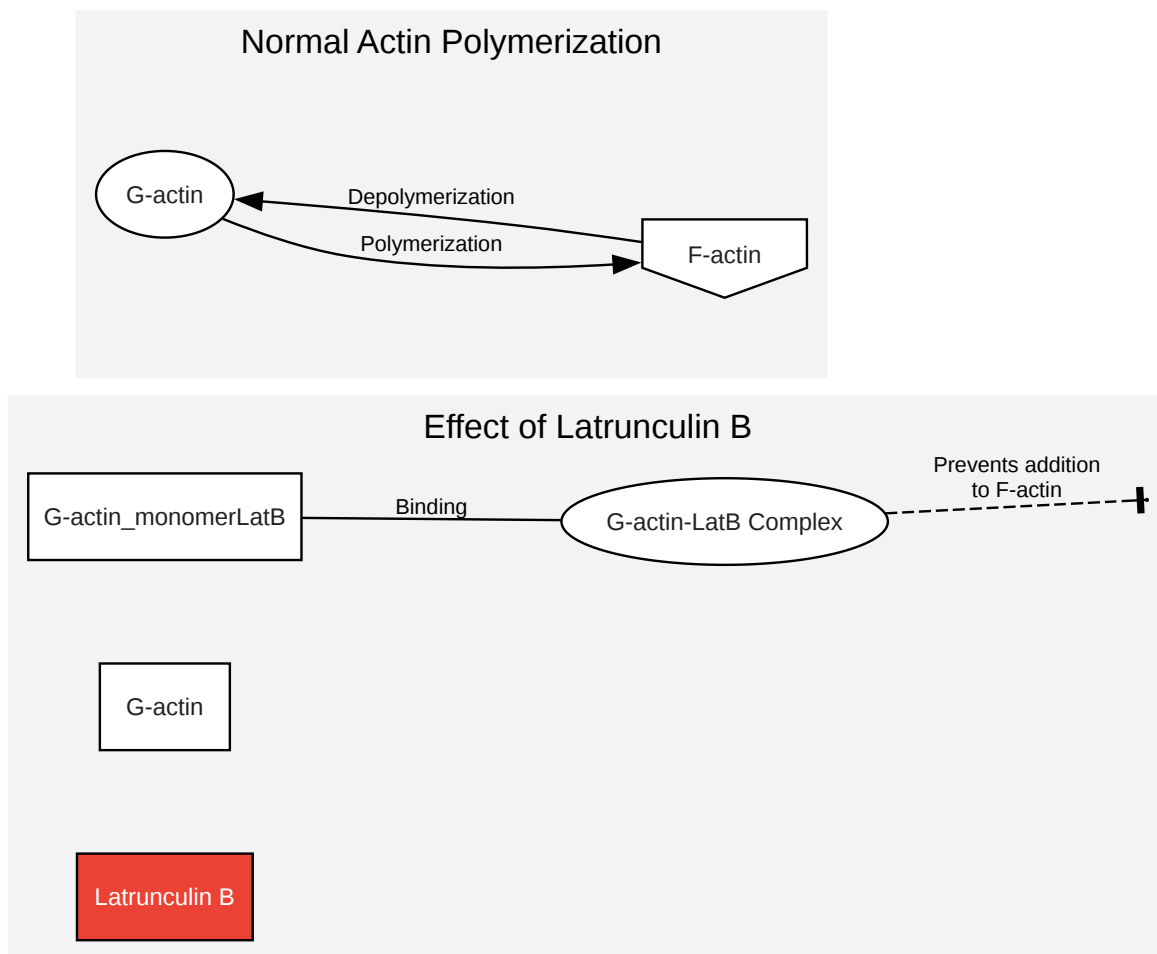 Normal Actin Polymerization
G-actin
Depolymerization
Polymerization
F-actin
Effect of Latrunculin B
G-actin_monomerLatB
Binding
G-actin-LatB Complex
Prevents addition
to F-actin
G-actin
Latrunculin B